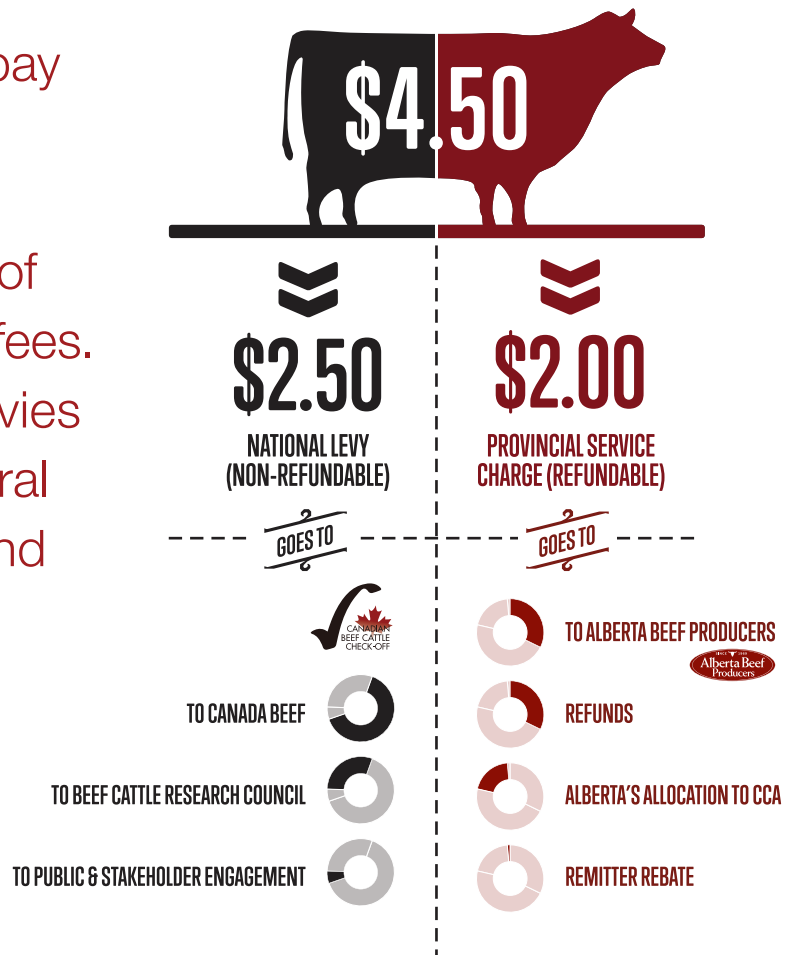 pay
of
fees.
vies
ral
nd
$4.50
$2.50
NATIONAL LEVY
(NON-REFUNDABLE)
$2.00
PROVINCIAL SERVICE
CHARGE (REFUNDABLE)
GOES TO
GOES TO
CANADIAN
BEEF CATTLE
CHECK-OFF
TO CANADA BEEF
TO BEEF CATTLE RESEARCH COUNCIL
TO PUBLIC & STAKEHOLDER ENGAGEMENT
TO ALBERTA BEEF PRODUCERS
SINCE 1969
Alberta Beef
Producers
REFUNDS
ALBERTA'S ALLOCATION TO CCA
REMITTER REBATE